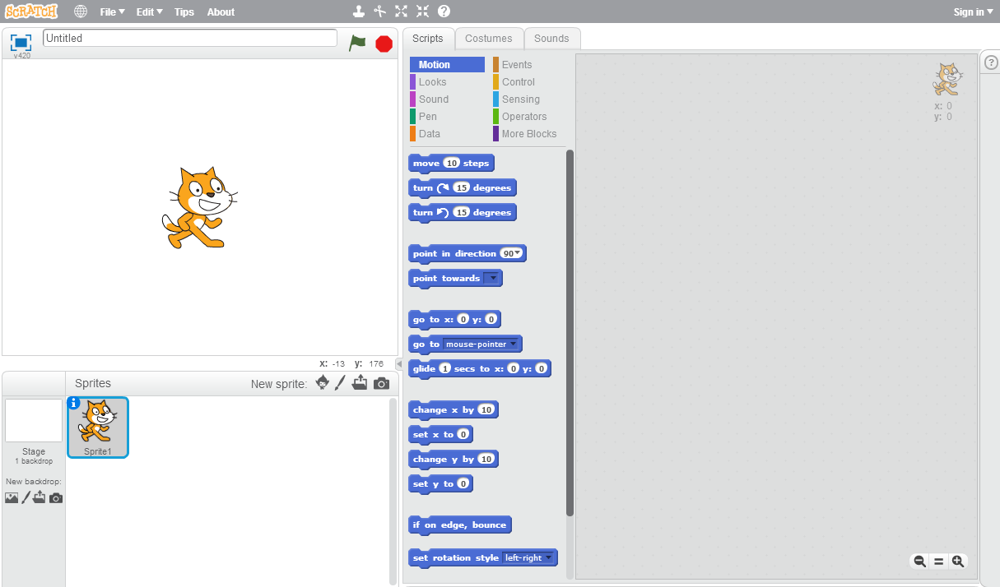 SCRATCH File Edit Tips About Sign in
v420
Untitled
Scripts Costumes Sounds
Motion Events
Looks Control
Sound Sensing
Pen Operators
Data More Blocks
move 10 steps
turn 15 degrees
turn 15 degrees
point in direction 90
point towards
go to x: 0 y: 0
go to mouse-pointer
glide 1 secs to x: 0 y: 0
change x by 10
set x to 0
change y by 10
set y to 0
if on edge, bounce
set rotation style left-right
x: 0
y: 0
x: -13 y: 176
Sprites New sprite:
Sprite1
Stage
1 backdrop
New backdrop: